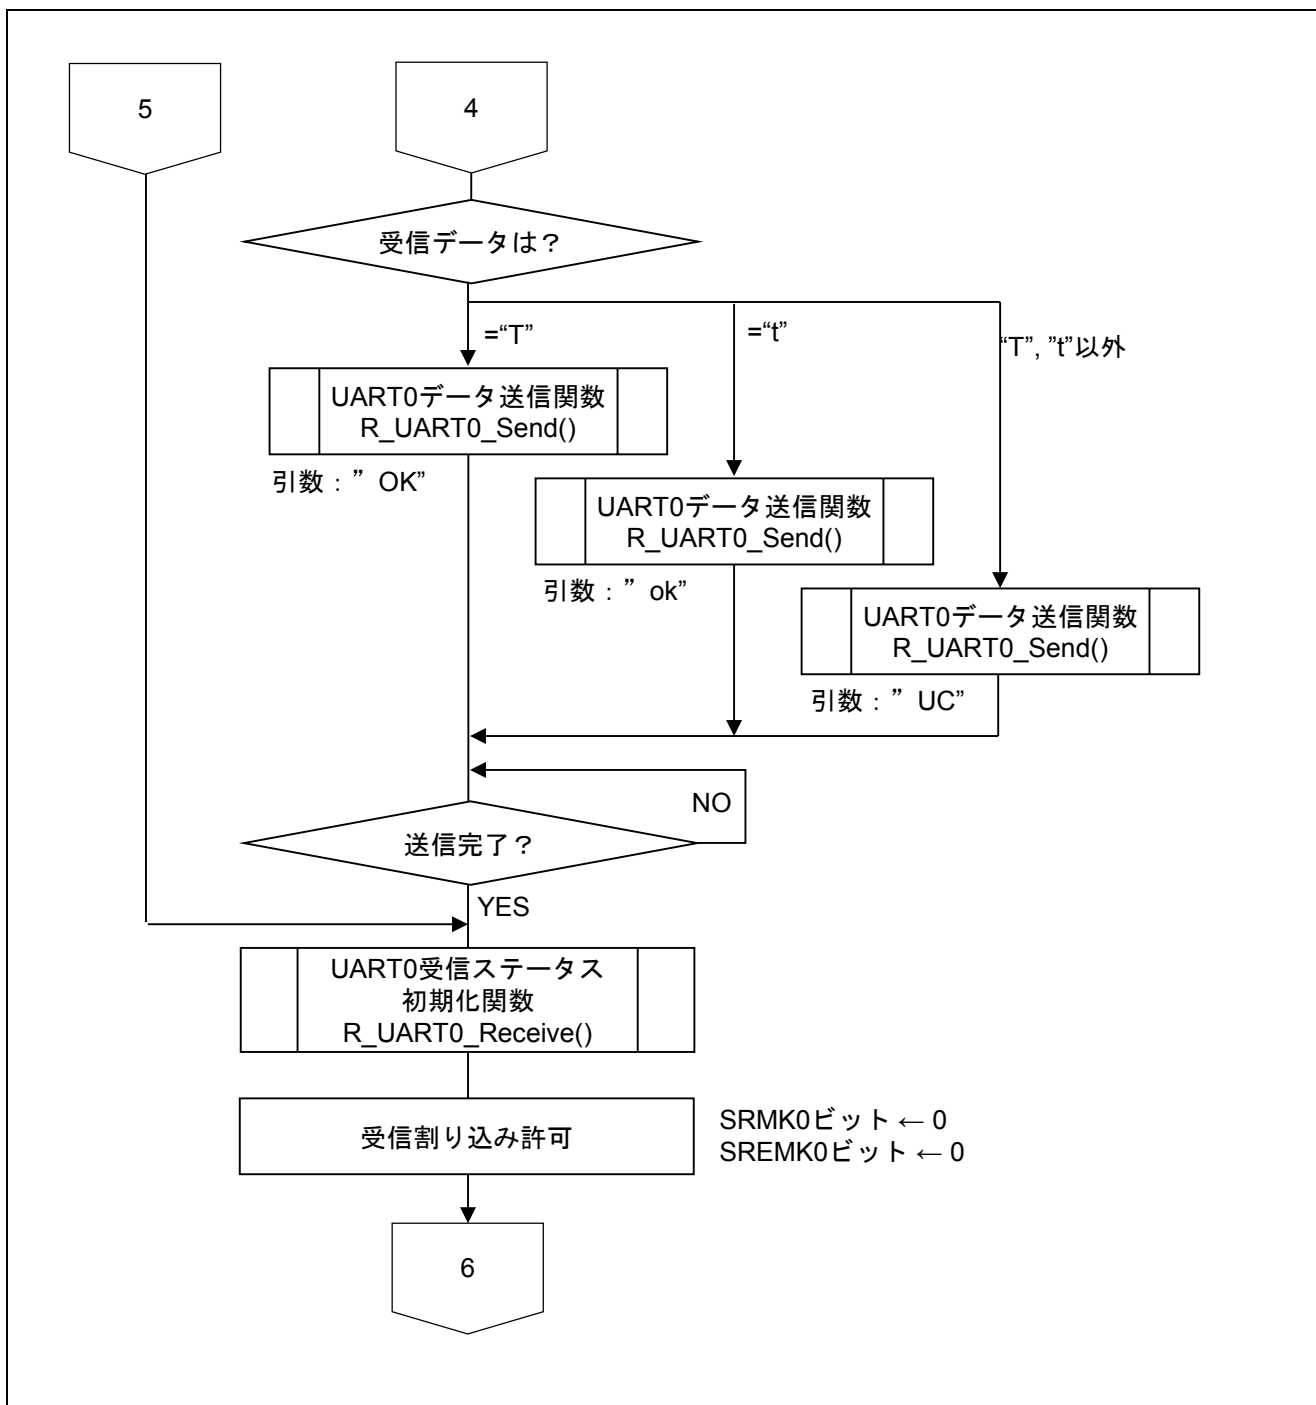 5
4
受信データは？
=“T”
=“t”
“T”, ”t”以外
UART0データ送信関数
R_UART0_Send()
引数：”OK”
UART0データ送信関数
R_UART0_Send()
引数：”ok”
UART0データ送信関数
R_UART0_Send()
引数：”UC”
NO
送信完了？
YES
UART0受信ステータス
初期化関数
R_UART0_Receive()
受信割り込み許可
SRMK0ビット ← 0
SREMK0ビット ← 0
6